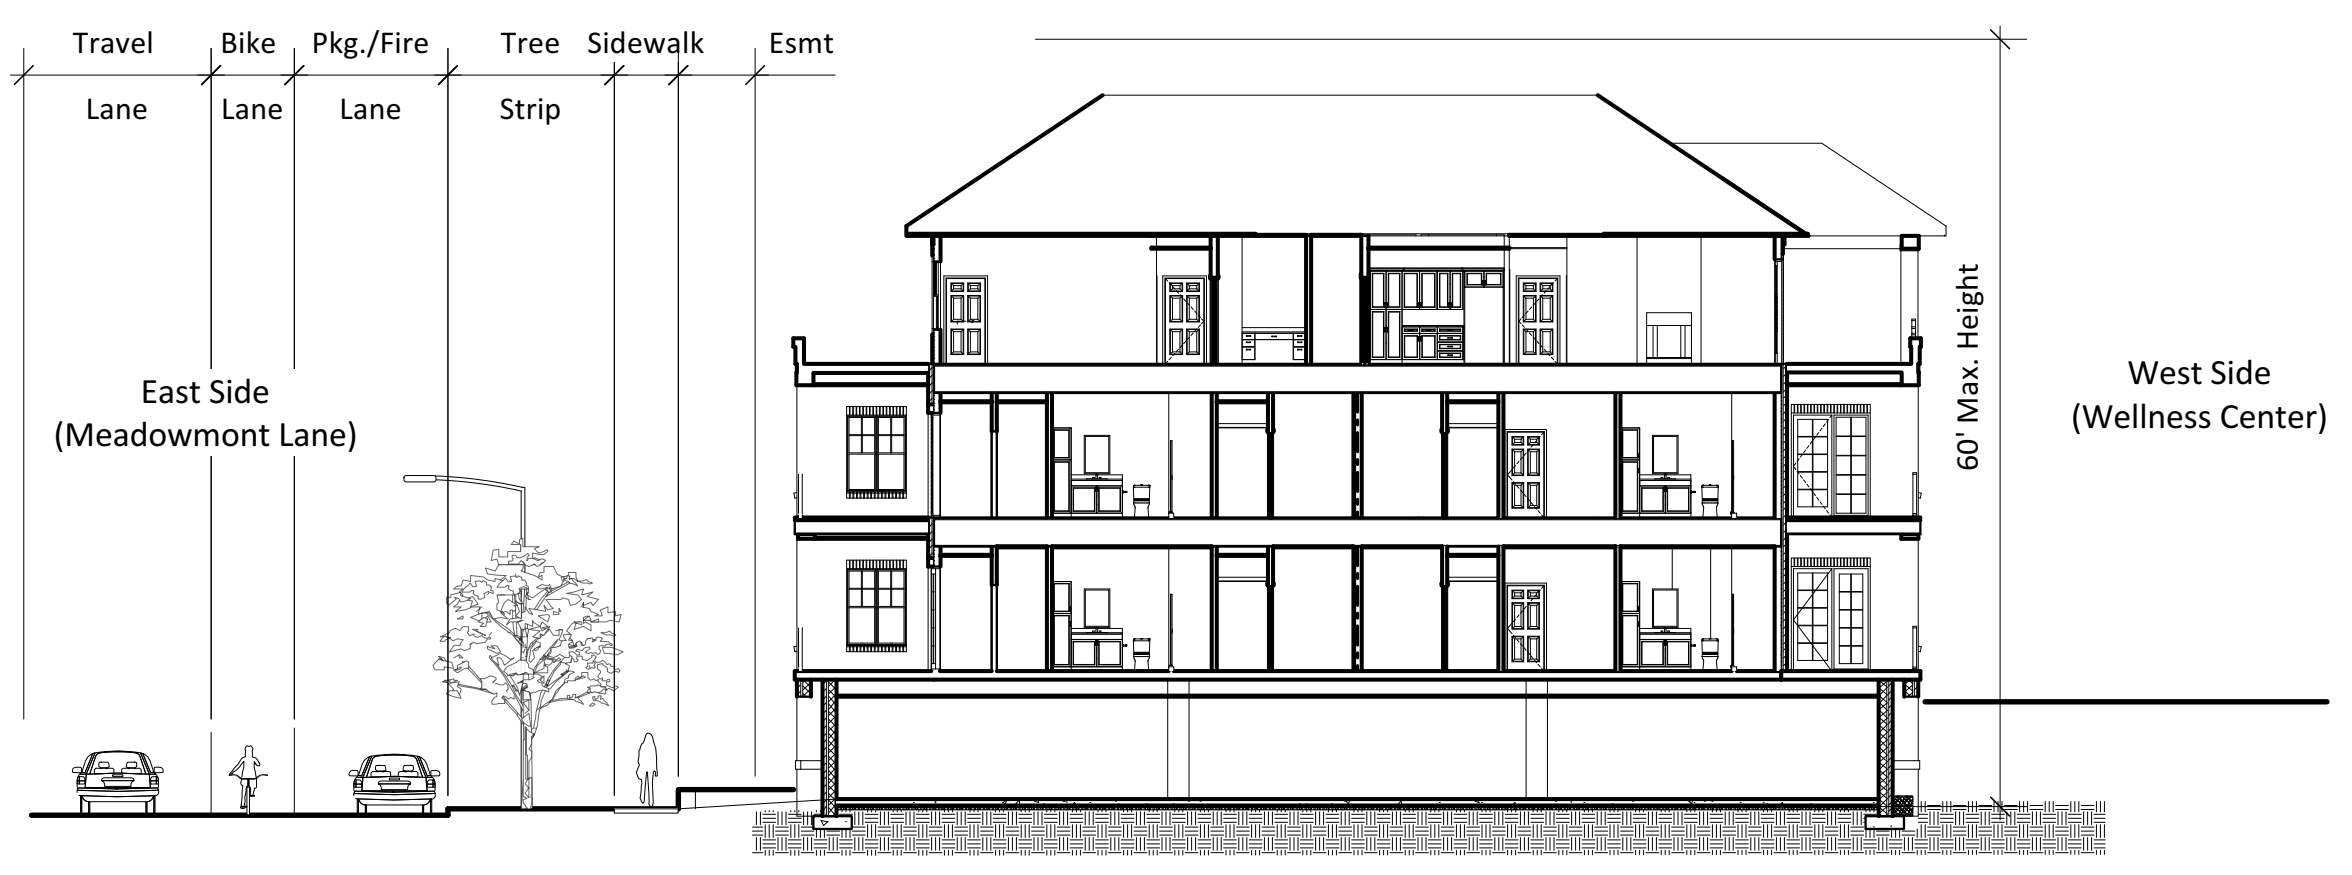 Travel Bike Pkg./Fire Tree Sidewalk Esmt
Lane Lane Lane Strip
East Side
(Meadowmont Lane)
60' Max. Height
West Side
(Wellness Center)